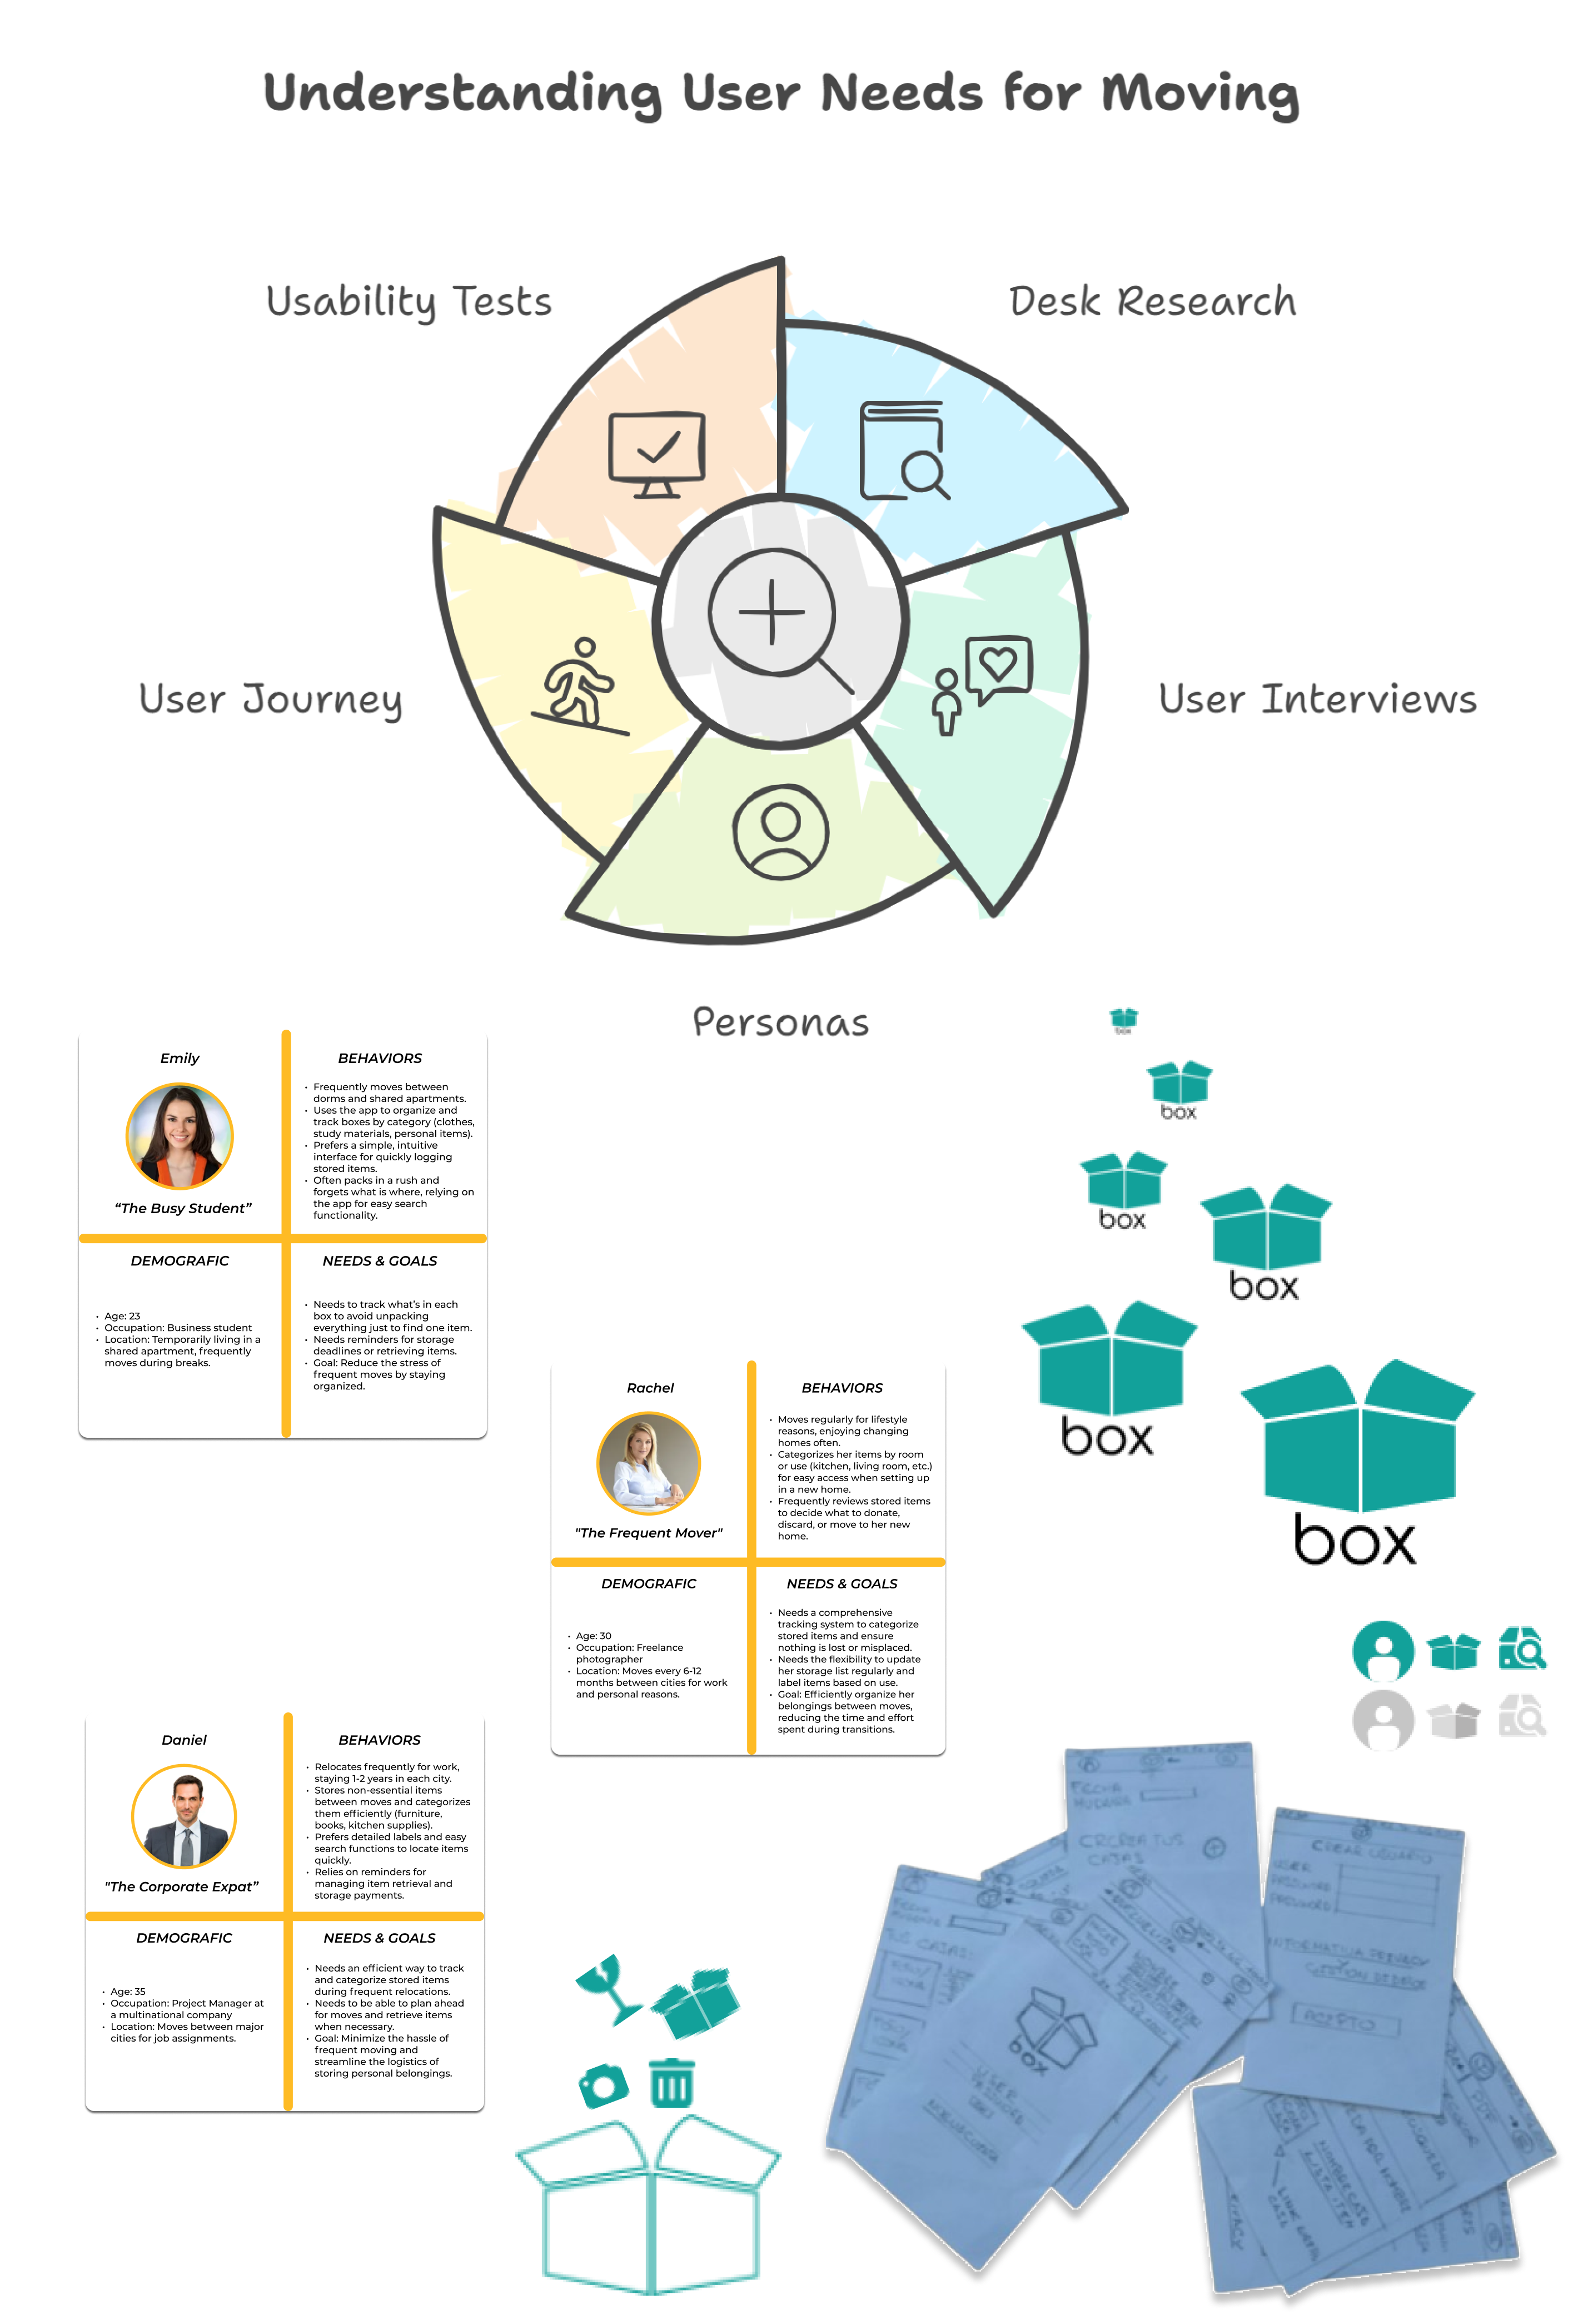 Understanding User Needs for Moving
Usability Tests
Desk Research
User Journey
User Interviews
Personas
Emily
“The Busy Student”
BEHAVIORS
• Frequently moves between
dorms and shared apartments.
• Uses the app to organize and
track boxes by category (clothes,
study materials, personal items).
• Prefers a simple, intuitive
interface for quickly logging
stored items.
• Often packs in a rush and
forgets what is where, relying on
the app for easy search
functionality.
DEMOGRAFIC
• Age: 23
• Occupation: Business student
• Location: Temporarily living in a
shared apartment, frequently
moves during breaks.
NEEDS & GOALS
• Needs to track what’s in each
box to avoid unpacking
everything just to find one item.
• Needs reminders for storage
deadlines or retrieving items.
• Goal: Reduce the stress of
frequent moves by staying
organized.
box
box
box
box
box
box
Rachel
"The Frequent Mover"
BEHAVIORS
• Moves regularly for lifestyle
reasons, enjoying changing
homes often.
• Categorizes her items by room
or use (kitchen, living room, etc.)
for easy access when setting up
in a new home.
• Frequently reviews stored items
to decide what to donate,
discard, or move to her new
home.
DEMOGRAFIC
• Age: 30
• Occupation: Freelance
photographer
• Location: Moves every 6-12
months between cities for work
and personal reasons.
NEEDS & GOALS
• Needs a comprehensive
tracking system to categorize
stored items and ensure
nothing is lost or misplaced.
• Needs the flexibility to update
her storage list regularly and
label items based on use.
• Goal: Efficiently organize her
belongings between moves,
reducing the time and effort
spent during transitions.
Daniel
"The Corporate Expat”
BEHAVIORS
• Relocates frequently for work,
staying 1-2 years in each city.
• Stores non-essential items
between moves and categorizes
them efficiently (furniture,
books, kitchen supplies).
• Prefers detailed labels and easy
search functions to locate items
quickly.
• Relies on reminders for
managing item retrieval and
storage payments.
DEMOGRAFIC
• Age: 35
• Occupation: Project Manager at
a multinational company
• Location: Moves between major
cities for job assignments.
NEEDS & GOALS
• Needs an efficient way to track
and categorize stored items
during frequent relocations.
• Needs to be able to plan ahead
for moves and retrieve items
when necessary.
• Goal: Minimize the hassle of
frequent moving and
streamline the logistics of
storing personal belongings.
FECHA
MUDANZA
TUS
CAJAS
CREAR USUARIO
USER
PASSWORD
INFORMATIVA PRIVACY
TUS CAJAS
box
USER
PASSWORD
PDF